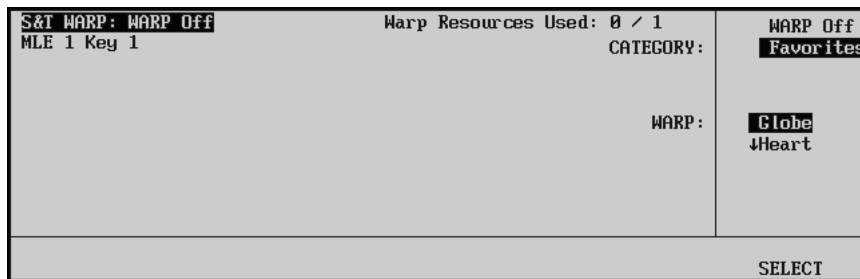 S&T WARP: WARP Off Warp Resources Used: 0 / 1 WARP Off
MLE 1 Key 1 CATEGORY: Favorites
WARP: Globe
↓Heart
SELECT